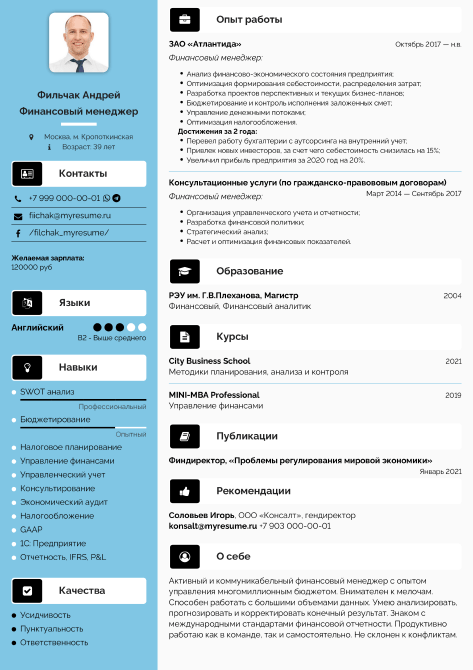 Фильчак Андрей
Финансовый менеджер
Москва, м. Кропоткинская
Возраст: 39 лет
Контакты
+7 999 000-00-01
fiichak@myresume.ru
/filchak_myresume/
Желаемая зарплата:
120000 руб
Языки
Английский
B2 - Выше среднего
Навыки
SWOT анализ
Профессиональный
Бюджетирование
Опытный
Налоговое планирование
Управление финансами
Управленческий учет
Консультирование
Экономический аудит
Налогообложение
GAAP
1С: Предприятие
Отчетность, IFRS, P&L
Качества
Усидчивость
Пунктуальность
Ответственность
Опыт работы
ЗАО «Атлантида» Октябрь 2017 — н.в.
Финансовый менеджер:
Анализ финансово-экономического состояния предприятия;
Оптимизация формирования себестоимости, распределения затрат;
Разработка проектов перспективных и текущих бизнес-планов;
Бюджетирование и контроль исполнения заложенных смет;
Управление денежными потоками;
Оптимизация налогообложения.
Достижения за 2 года:
Перевел работу бухгалтерии с аутсорсинга на внутренний учет;
Привлек новых инвесторов, за счет чего себестоимость снизилась на 15%;
Увеличил прибыль предприятия за 2020 год на 20%.
Консультационные услуги (по гражданско-правововым договорам)
Март 2014 — Сентябрь 2017
Финансовый менеджер:
Организация управленческого учета и отчетности;
Разработка финансовой политики;
Стратегический анализ;
Расчет и оптимизация финансовых показателей.
Образование
РЭУ им. Г.В.Плеханова, Магистр 2004
Финансовый, Финансовый аналитик
Курсы
City Business School 2021
Методики планирования, анализа и контроля
MINI-MBA Professional 2019
Управление финансами
Публикации
Финдиректор, «Проблемы регулирования мировой экономики»
Январь 2021
Рекомендации
Соловьев Игорь, ООО «Консалт», гендиректор
konsalt@myresume.ru +7 903 000-00-01
О себе
Активный и коммуникабельный финансовый менеджер с опытом
управления многомиллионным бюджетом. Внимателен к мелочам.
Способен работать с большими объемами данных. Умею анализировать,
прогнозировать и корректировать конечный результат. Знаком с
международными стандартами финансовой отчетности. Продуктивно
работаю как в команде, так и самостоятельно. Не склонен к конфликтам.